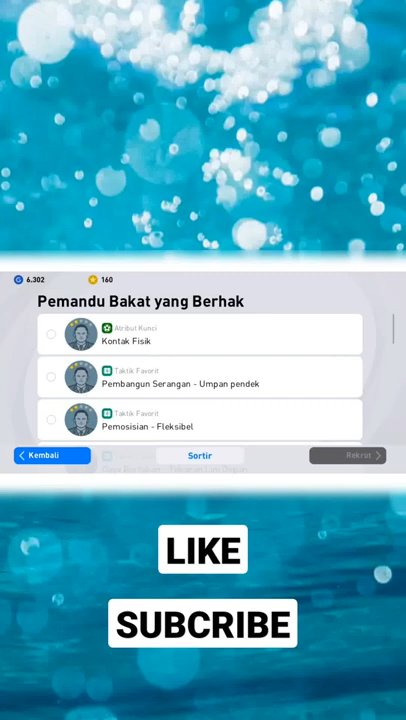 6.302
160
Pemandu Bakat yang Berhak
Atribut Kunci
Kontak Fisik
Taktik Favorit
Pembangun Serangan - Umpan pendek
Taktik Favorit
Pemosisian - Fleksibel
Kembali
Sortir
Rekrut
LIKE
SUBCRIBE